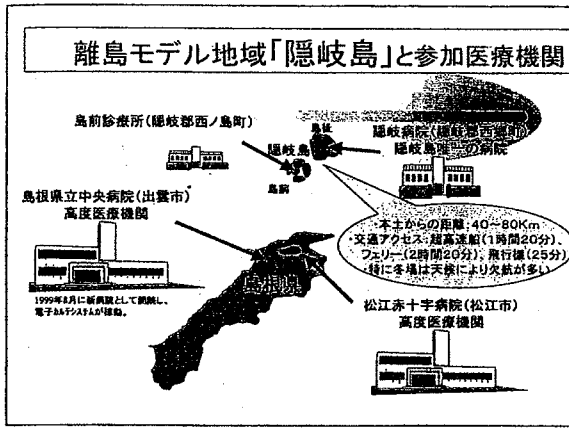 離島モデル地域「隠岐島」と参加医療機関
島前診療所(隠岐郡西ノ島町)
島後
隠岐島
島前
隠岐病院(隠岐郡西郷町)
隠岐島唯一の病院
島根県立中央病院(出雲市)
高度医療機関
1999年8月に新病院として開院し、
電子カルテシステムが稼動。
・本土からの距離:40~80Km
・交通アクセス:超高速船(1時間20分)、
フェリー(2時間20分)、飛行機(25分)
・特に冬場は天候により欠航が多い
島根県
松江赤十字病院(松江市)
高度医療機関